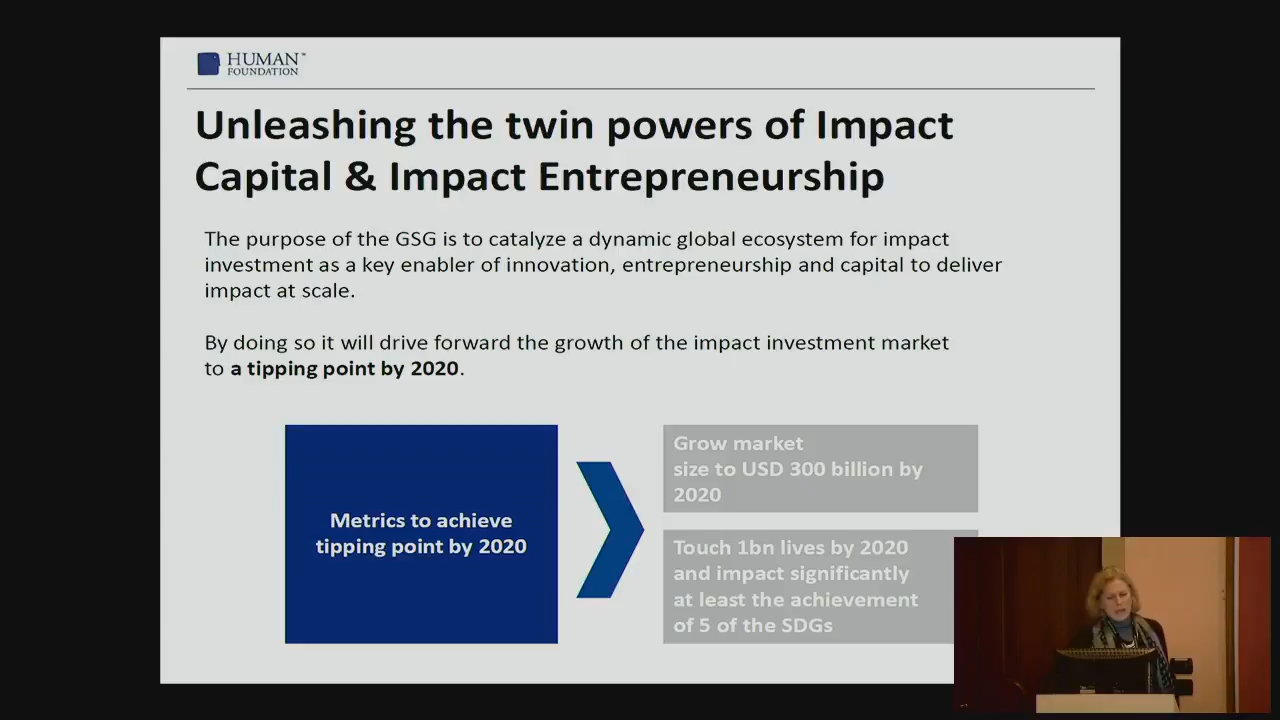 HUMAN™
FOUNDATION
Unleashing the twin powers of Impact
Capital & Impact Entrepreneurship
The purpose of the GSG is to catalyze a dynamic global ecosystem for impact
investment as a key enabler of innovation, entrepreneurship and capital to deliver
impact at scale.
By doing so it will drive forward the growth of the impact investment market
to a tipping point by 2020.
Metrics to achieve
tipping point by 2020
Grow market
size to USD 300 billion by
2020
Touch 1bn lives by 2020
and impact significantly
at least the achievement
of 5 of the SDGs